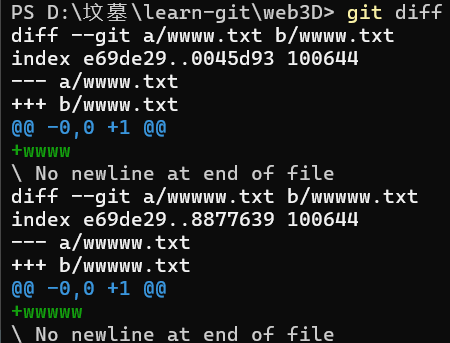 PS D:\坟墓\learn-git\web3D> git diff
diff --git a/wwww.txt b/wwww.txt
index e69de29..0045d93 100644
--- a/wwww.txt
+++ b/wwww.txt
@@ -0,0 +1 @@
+wwww
\ No newline at end of file
diff --git a/wwwww.txt b/wwwww.txt
index e69de29..8877639 100644
--- a/wwwww.txt
+++ b/wwwww.txt
@@ -0,0 +1 @@
+wwwww
\ No newline at end of file